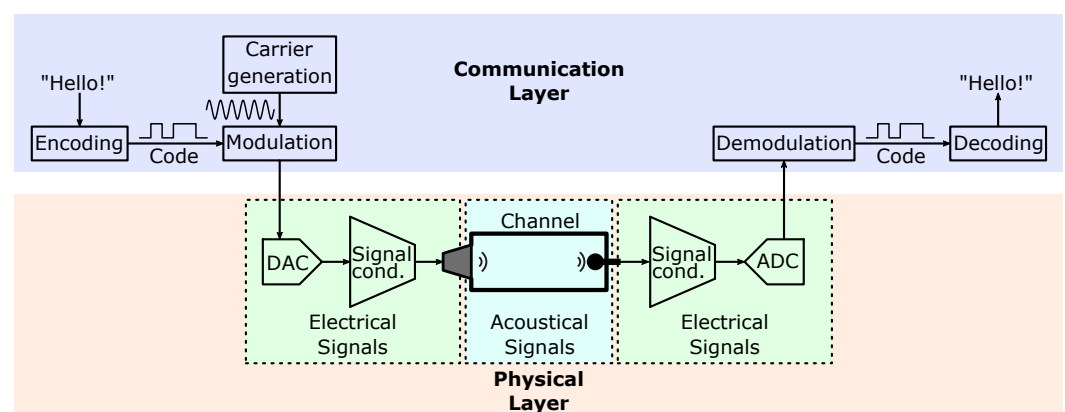 Carrier
generation
Communication
Layer
"Hello!"
"Hello!"
Encoding
Code
Modulation
Demodulation
Code
Decoding
Channel
DAC
Signal
cond.
Signal
cond.
ADC
Electrical
Signals
Acoustical
Signals
Electrical
Signals
Physical
Layer